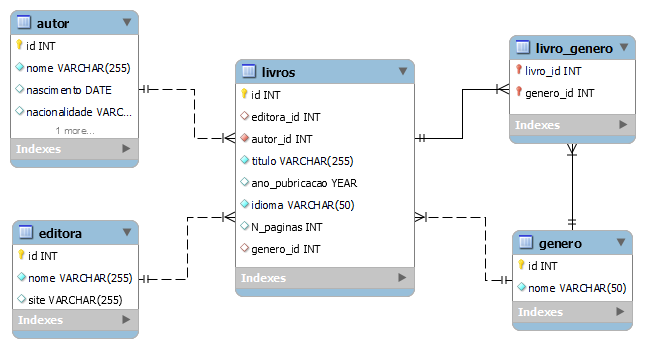 autor
id INT
nome VARCHAR(255)
nascimento DATE
nacionalidade VARC...
1 more...
Indexes
editora
id INT
nome VARCHAR(255)
site VARCHAR(255)
Indexes
livros
id INT
editora_id INT
autor_id INT
titulo VARCHAR(255)
ano_pubricacao YEAR
idioma VARCHAR(50)
N_paginas INT
genero_id INT
Indexes
livro_genero
livro_id INT
genero_id INT
Indexes
genero
id INT
nome VARCHAR(50)
Indexes